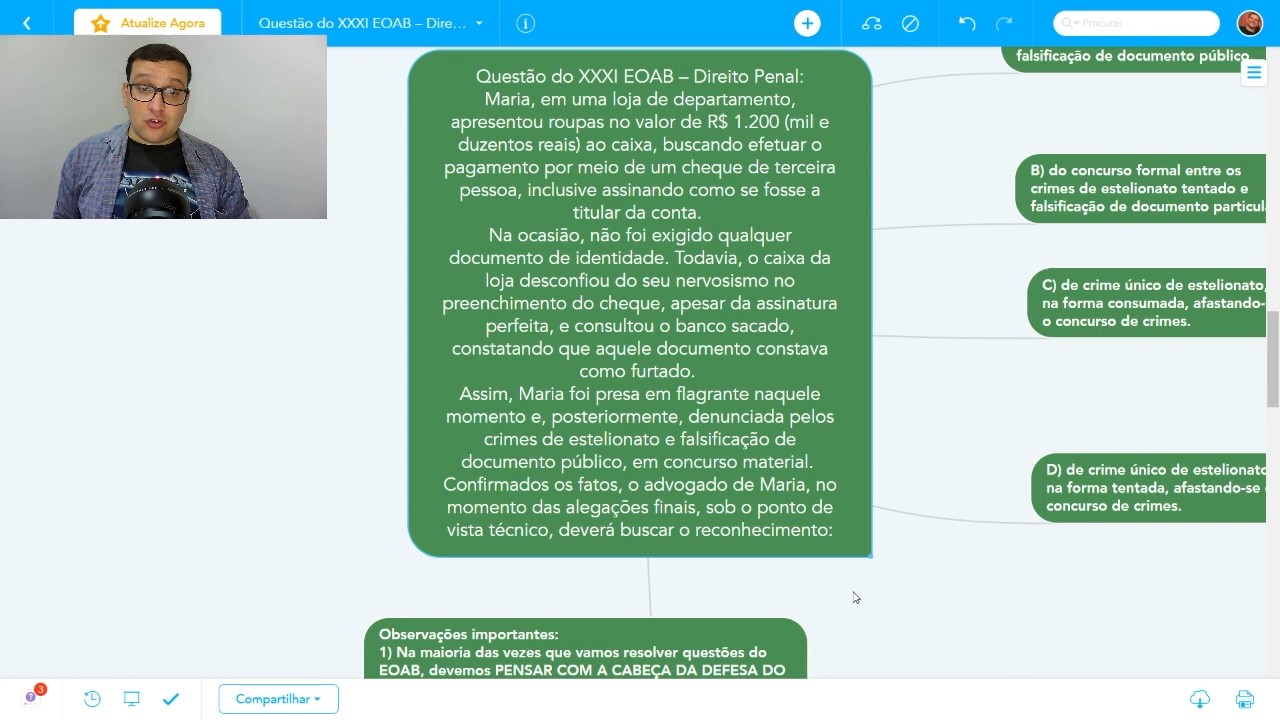 Atualize Agora
Questão do XXXI EOAB – Dire...
Procurar
Questão do XXXI EOAB – Direito Penal:
Maria, em uma loja de departamento,
apresentou roupas no valor de R$ 1.200 (mil e
duzentos reais) ao caixa, buscando efetuar o
pagamento por meio de um cheque de terceira
pessoa, inclusive assinando como se fosse a
titular da conta.
Na ocasião, não foi exigido qualquer
documento de identidade. Todavia, o caixa da
loja desconfiou do seu nervosismo no
preenchimento do cheque, apesar da assinatura
perfeita, e consultou o banco sacado,
constatando que aquele documento constava
como furtado.
Assim, Maria foi presa em flagrante naquele
momento e, posteriormente, denunciada pelos
crimes de estelionato e falsificação de
documento público, em concurso material.
Confirmados os fatos, o advogado de Maria, no
momento das alegações finais, sob o ponto de
vista técnico, deverá buscar o reconhecimento:
falsificação de documento público.
B) do concurso formal entre os
crimes de estelionato tentado e
falsificação de documento particul
C) de crime único de estelionato,
na forma consumada, afastando-
o concurso de crimes.
D) de crime único de estelionato
na forma tentada, afastando-se
concurso de crimes.
Observações importantes:
1) Na maioria das vezes que vamos resolver questões do
EOAB, devemos PENSAR COM A CABEÇA DA DEFESA DO
3
Compartilhar